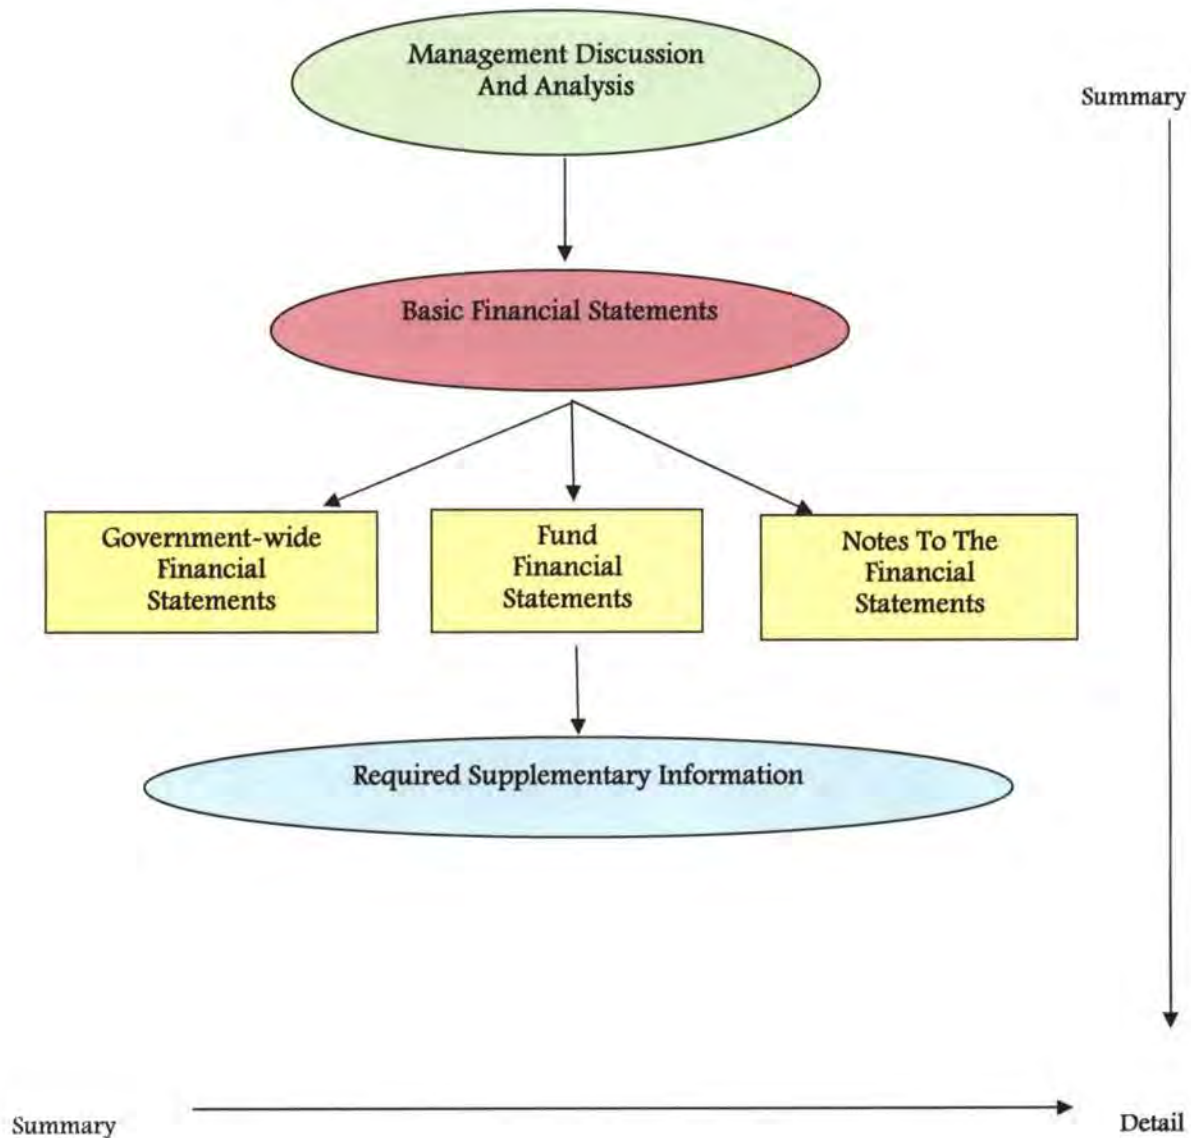 Management Discussion
And Analysis
Summary
Basic Financial Statements
Government-wide
Financial
Statements
Fund
Financial
Statements
Notes To The
Financial
Statements
Required Supplementary Information
Summary
Detail